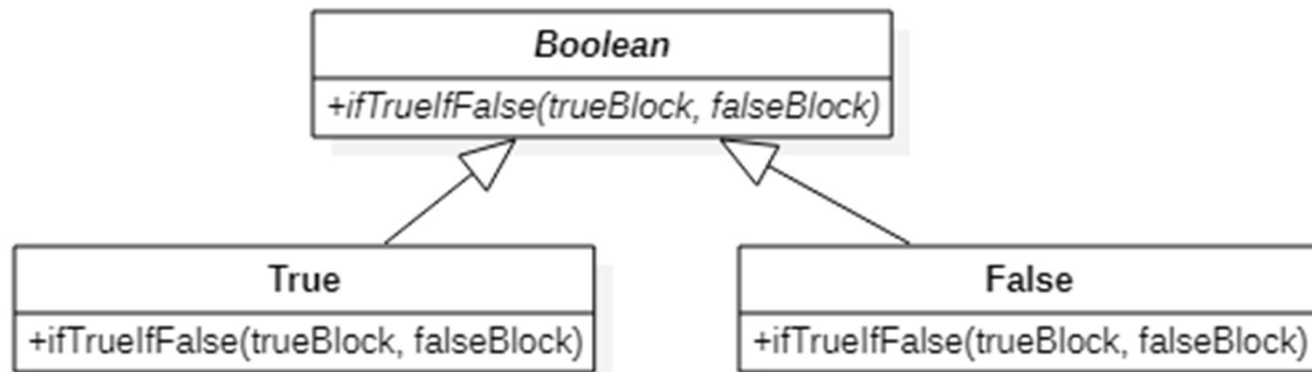 Boolean
+ifTrueIfFalse(trueBlock, falseBlock)
True
+ifTrueIfFalse(trueBlock, falseBlock)
False
+ifTrueIfFalse(trueBlock, falseBlock)